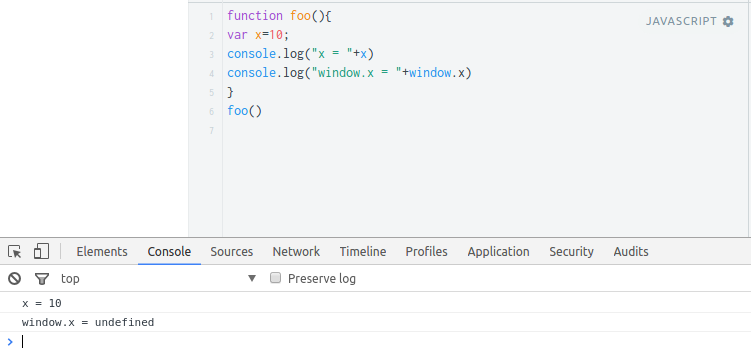 1 function foo(){
JAVASCRIPT
2 var x=10;
3 console.log("x = "+x)
4 console.log("window.x = "+window.x)
5 }
6 foo()
7
Elements Console Sources Network Timeline Profiles Application Security Audits
top ▼ Preserve log
x = 10
window.x = undefined
>